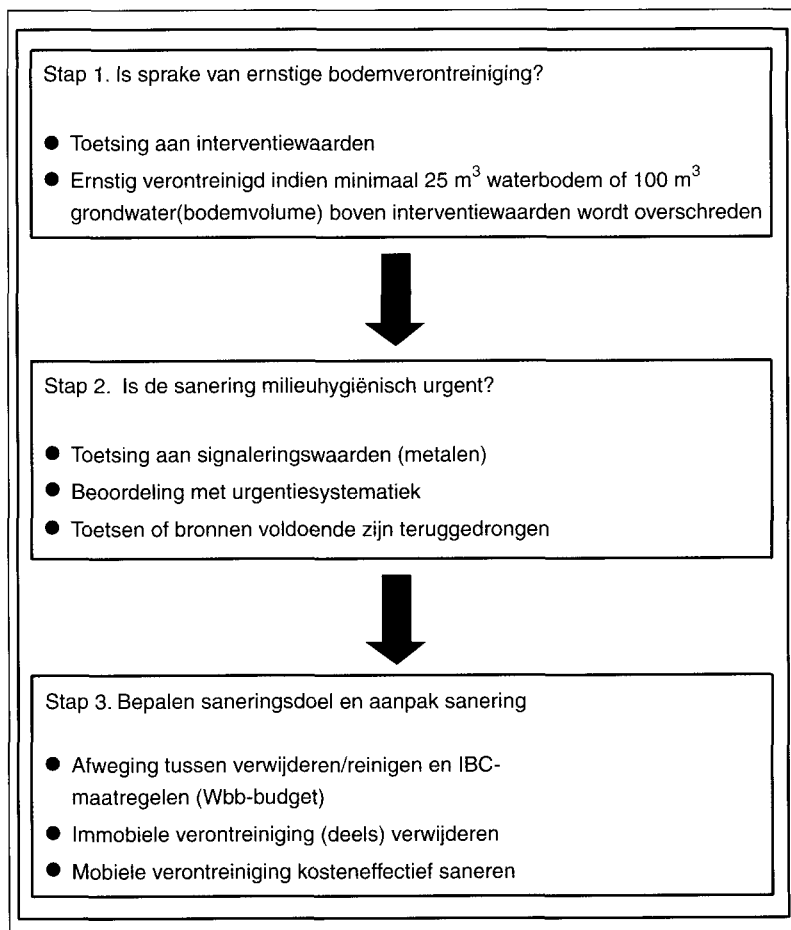 Stap 1. Is sprake van ernstige bodemverontreiniging?
● Toetsing aan interventiewaarden
● Ernstig verontreinigd indien minimaal 25 m³ waterbodem of 100 m³
grondwater(bodemvolume) boven interventiewaarden wordt overschreden
Stap 2. Is de sanering milieuhygiënisch urgent?
● Toetsing aan signaleringswaarden (metalen)
● Beoordeling met urgentiesystematiek
● Toetsen of bronnen voldoende zijn teruggedrongen
Stap 3. Bepalen saneringsdoel en aanpak sanering
● Afweging tussen verwijderen/reinigen en IBC-
maatregelen (Wbb-budget)
● Immobiele verontreiniging (deels) verwijderen
● Mobiele verontreiniging kosteneffectief saneren